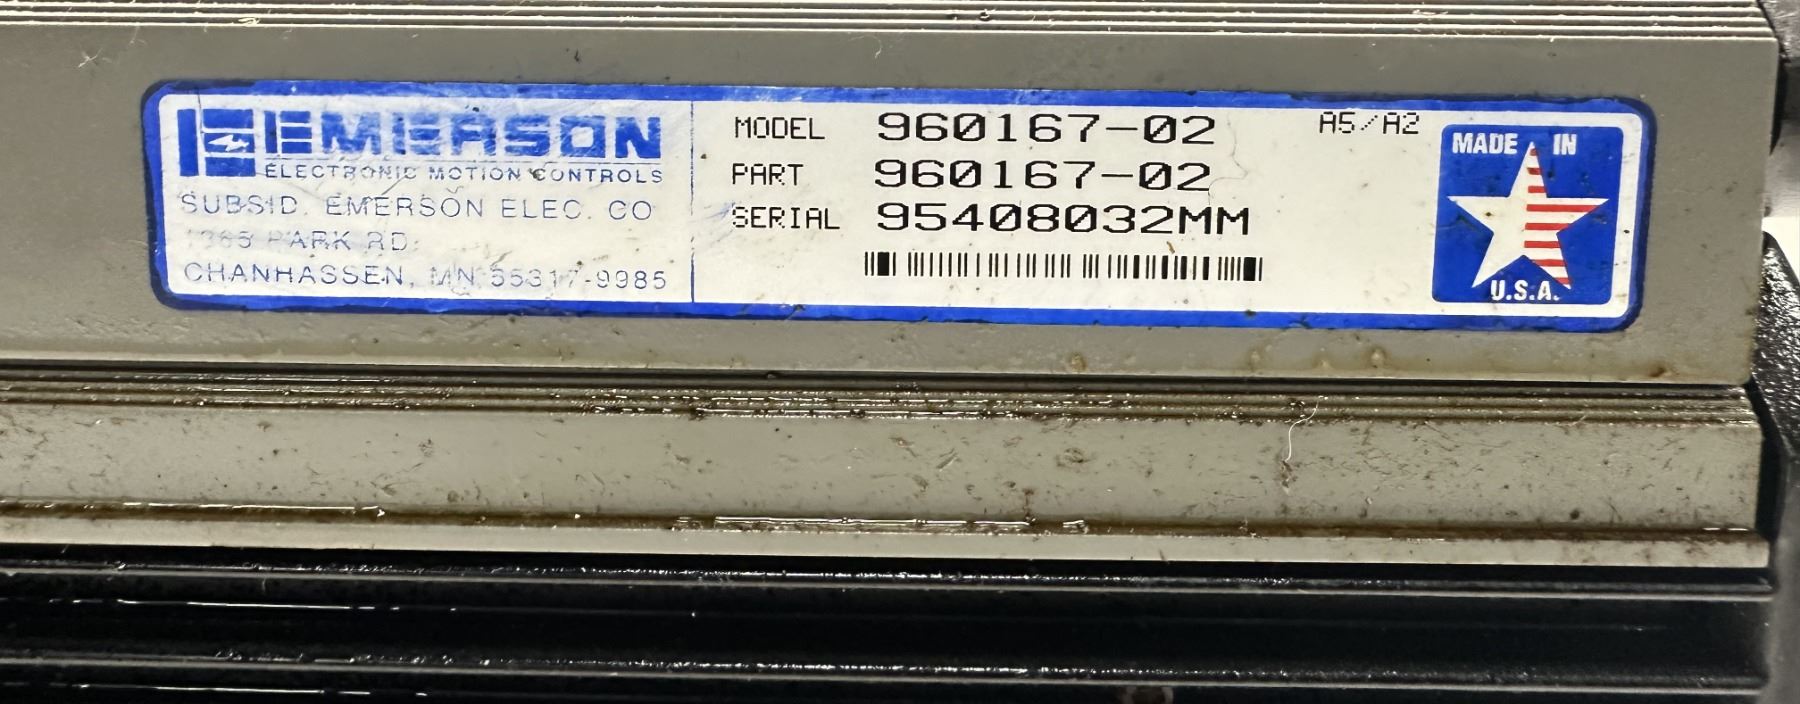 EMERSON
ELECTRONIC MOTION CONTROLS
SUBSID. EMERSON ELEC. CO
PARK RD.
CHANHASSEN, MN 55317-9985
MODEL 960167-02
PART 960167-02
SERIAL 95408032MM
A5/A2
MADE IN
U.S.A.